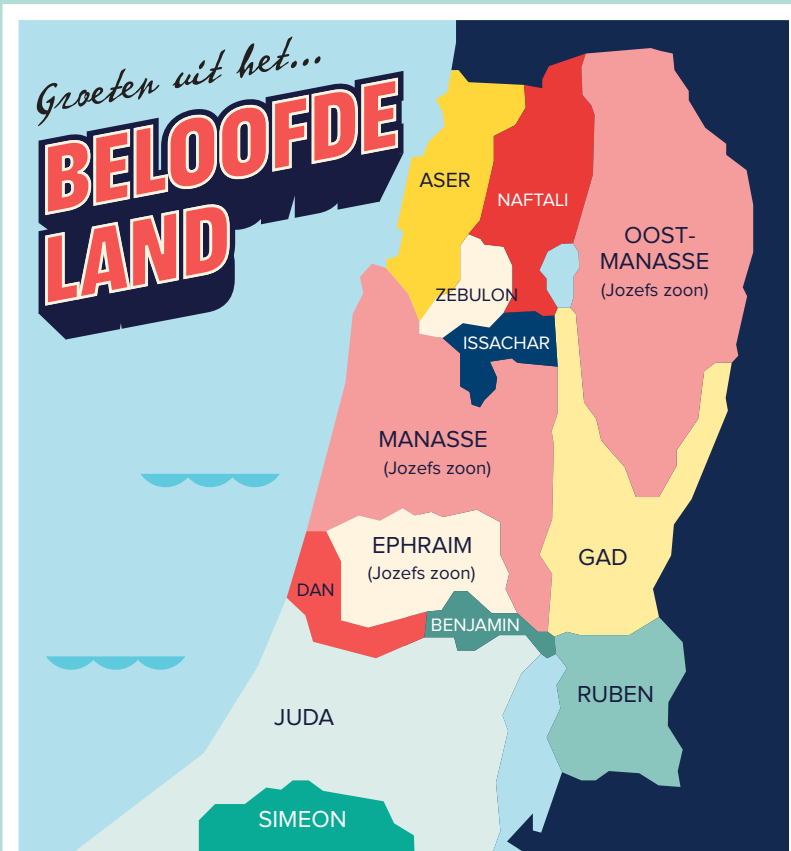 Groeten uit het...
BELOOFDE
LAND
ASER
NAFTALI
OOST-
MANASSE
(Jozefs zoon)
ZEBULON
ISSACHAR
MANASSE
(Jozefs zoon)
EPHRAIM
(Jozefs zoon)
GAD
DAN
BENJAMIN
RUBEN
JUDA
SIMEON